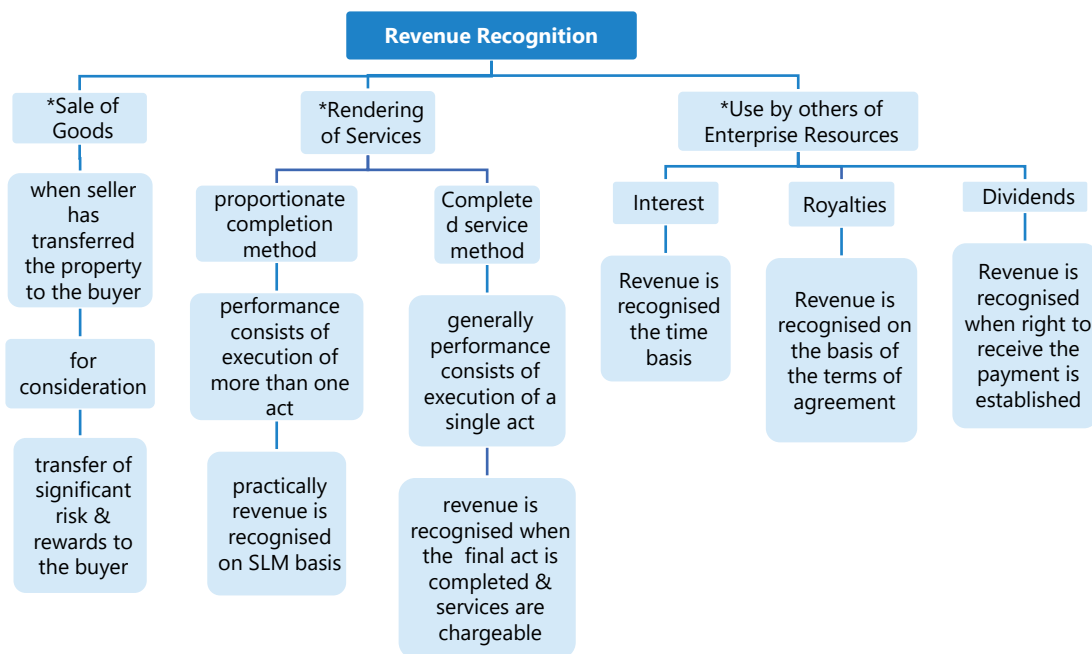 Revenue Recognition
*Sale of
Goods
when seller
has
transferred
the property
to the buyer
for
consideration
transfer of
significant
risk &
rewards to
the buyer
*Rendering
of Services
proportionate
completion
method
performance
consists of
execution of
more than one
act
practically
revenue is
recognised
on SLM basis
Complete
d service
method
generally
performance
consists of
execution of a
single act
revenue is
recognised when
the final act is
completed &
services are
chargeable
*Use by others of
Enterprise Resources
Interest
Revenue is
recognised
the time
basis
Royalties
Revenue is
recognised on
the basis of
the terms of
agreement
Dividends
Revenue is
recognised
when right to
receive the
payment is
established